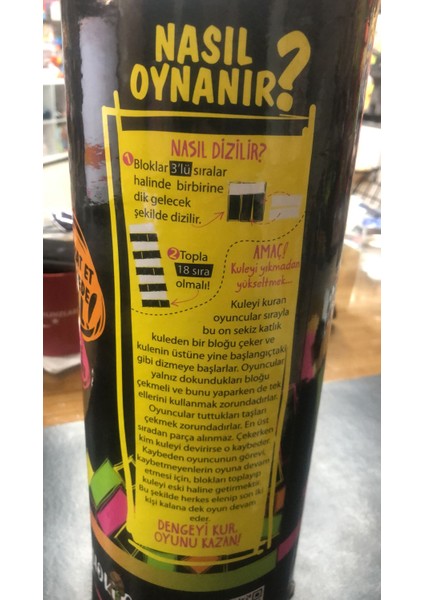 NASIL
OYNANIR?
NASIL DİZİLİR?
1 Bloklar 3'lü sıralar
halinde birbirine
dik gelecek
şekilde dizilir.
2 Topla
18 sıra
olmalı!
AMAÇ!
Kuleyi yıkmadan
yükseltmek...
Kuleyi kuran
oyuncular sırayla
bu on sekiz katlık
kuleden bir bloğu çeker ve
kulenin üstüne yine başlangıçtaki
gibi dizmeye başlarlar. Oyuncular
yalnız dokundukları bloğu
çekmeli ve bunu yaparken de tek
ellerini kullanmak zorundadırlar.
Oyuncular tuttukları taşları
çekmek zorundadırlar. En üst
sıradan parça alınmaz. Çekerken
kim kuleyi devirirse o kaybeder.
Kaybeden oyuncunun görevi,
kaybetmeyenlerin oyuna devam
etmesi için, blokları toplayıp
kuleyi eski haline getirmektir.
Bu şekilde herkes elenip son iki
kişi kalana dek oyun devam
eder.
DENGEYİ KUR,
OYUNU KAZAN!